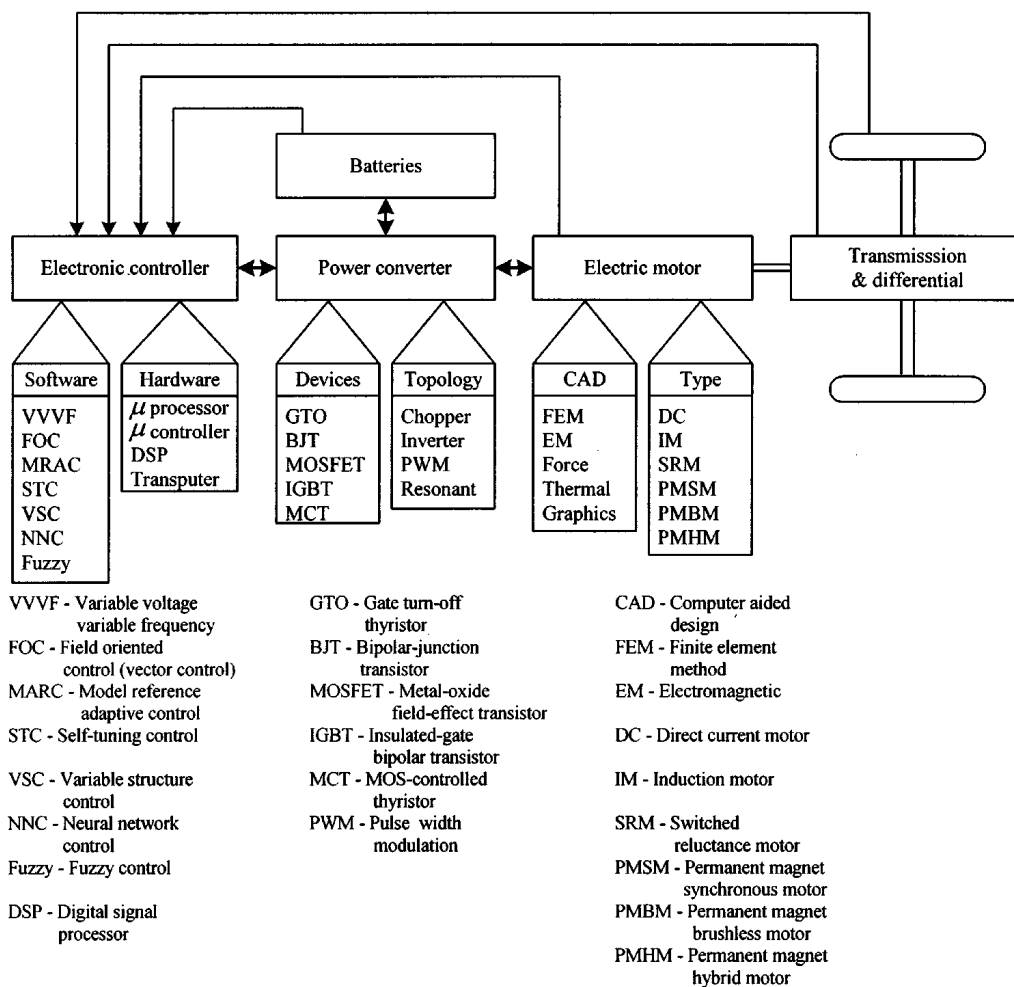 Batteries
Electronic controller
Power converter
Electric motor
Transmisssion
& differential
Software
VVVF
FOC
MRAC
STC
VSC
NNC
Fuzzy
Hardware
μ processor
μ controller
DSP
Transputer
Devices
GTO
BJT
MOSFET
IGBT
MCT
Topology
Chopper
Inverter
PWM
Resonant
CAD
FEM
EM
Force
Thermal
Graphics
Type
DC
IM
SRM
PMSM
PMBM
PMHM
VVVF - Variable voltage
variable frequency
FOC - Field oriented
control (vector control)
MARC - Model reference
adaptive control
STC - Self-tuning control
VSC - Variable structure
control
NNC - Neural network
control
Fuzzy - Fuzzy control
DSP - Digital signal
processor
GTO - Gate turn-off
thyristor
BJT - Bipolar-junction
transistor
MOSFET - Metal-oxide
field-effect transistor
IGBT - Insulated-gate
bipolar transistor
MCT - MOS-controlled
thyristor
PWM - Pulse width
modulation
CAD - Computer aided
design
FEM - Finite element
method
EM - Electromagnetic
DC - Direct current motor
IM - Induction motor
SRM - Switched
reluctance motor
PMSM - Permanent magnet
synchronous motor
PMBM - Permanent magnet
brushless motor
PMHM - Permanent magnet
hybrid motor